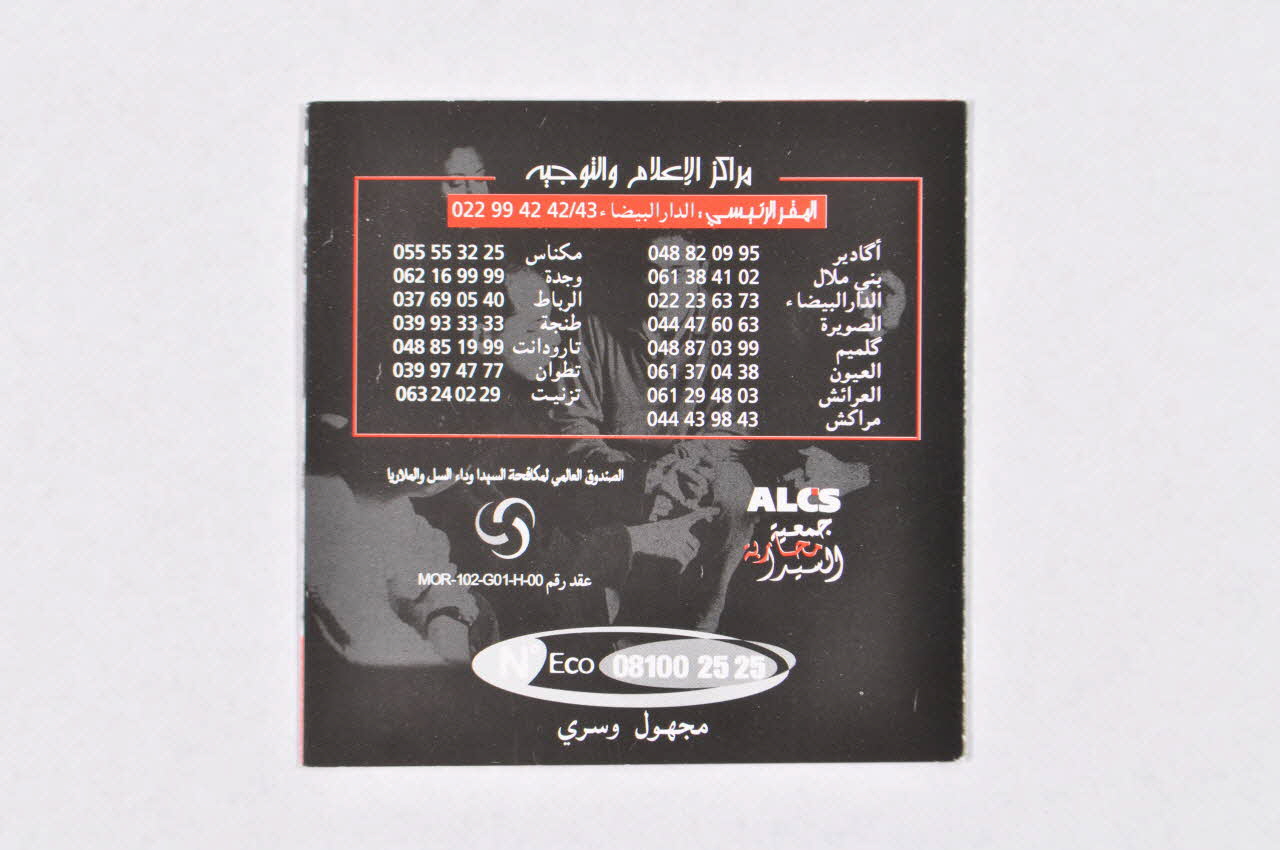 مراكز الإعلام والتوجيه
المقر الرئيسي : الدار البيضاء 022 99 42 42/43
أگادير 048 82 09 95
بني ملال 061 38 41 02
الدار البيضاء 022 23 63 73
الصويرة 044 47 60 63
گلميم 048 87 03 99
العيون 061 37 04 38
العرائش 061 29 48 03
مراكش 044 43 98 43
مكناس 055 55 32 25
وجدة 062 16 99 99
الرباط 037 69 05 40
طنجة 039 93 33 33
تارودانت 048 85 19 99
تطوان 039 97 47 77
تزنيت 063 24 02 29
ALCS
جمعية
محاربة
السيدا
الصندوق العالمي لمكافحة السيدا وداء السل والملاريا
عقد رقم MOR-102-G01-H-00
N° Eco 08100 25 25
مجهول وسري